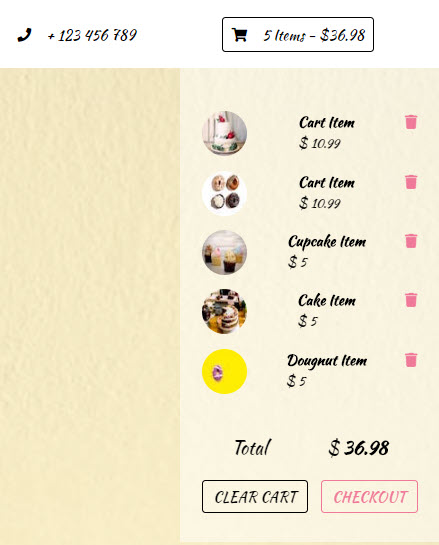 + 123 456 789
5 Items - $36.98
Cart Item
$ 10.99
Cart Item
$ 10.99
Cupcake Item
$ 5
Cake Item
$ 5
Dougnut Item
$ 5
Total $ 36.98
CLEAR CART CHECKOUT